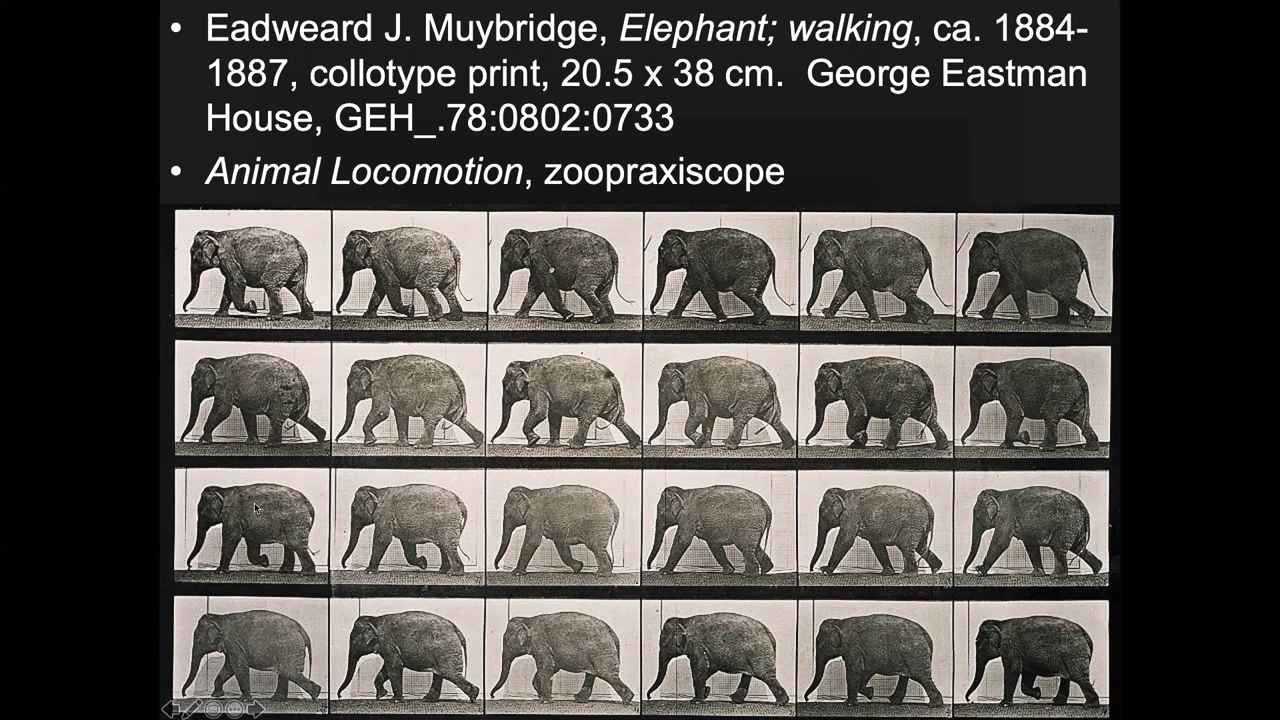 • Eadweard J. Muybridge, Elephant; walking, ca. 1884-
1887, collotype print, 20.5 x 38 cm. George Eastman
House, GEH_.78:0802:0733
• Animal Locomotion, zoopraxiscope